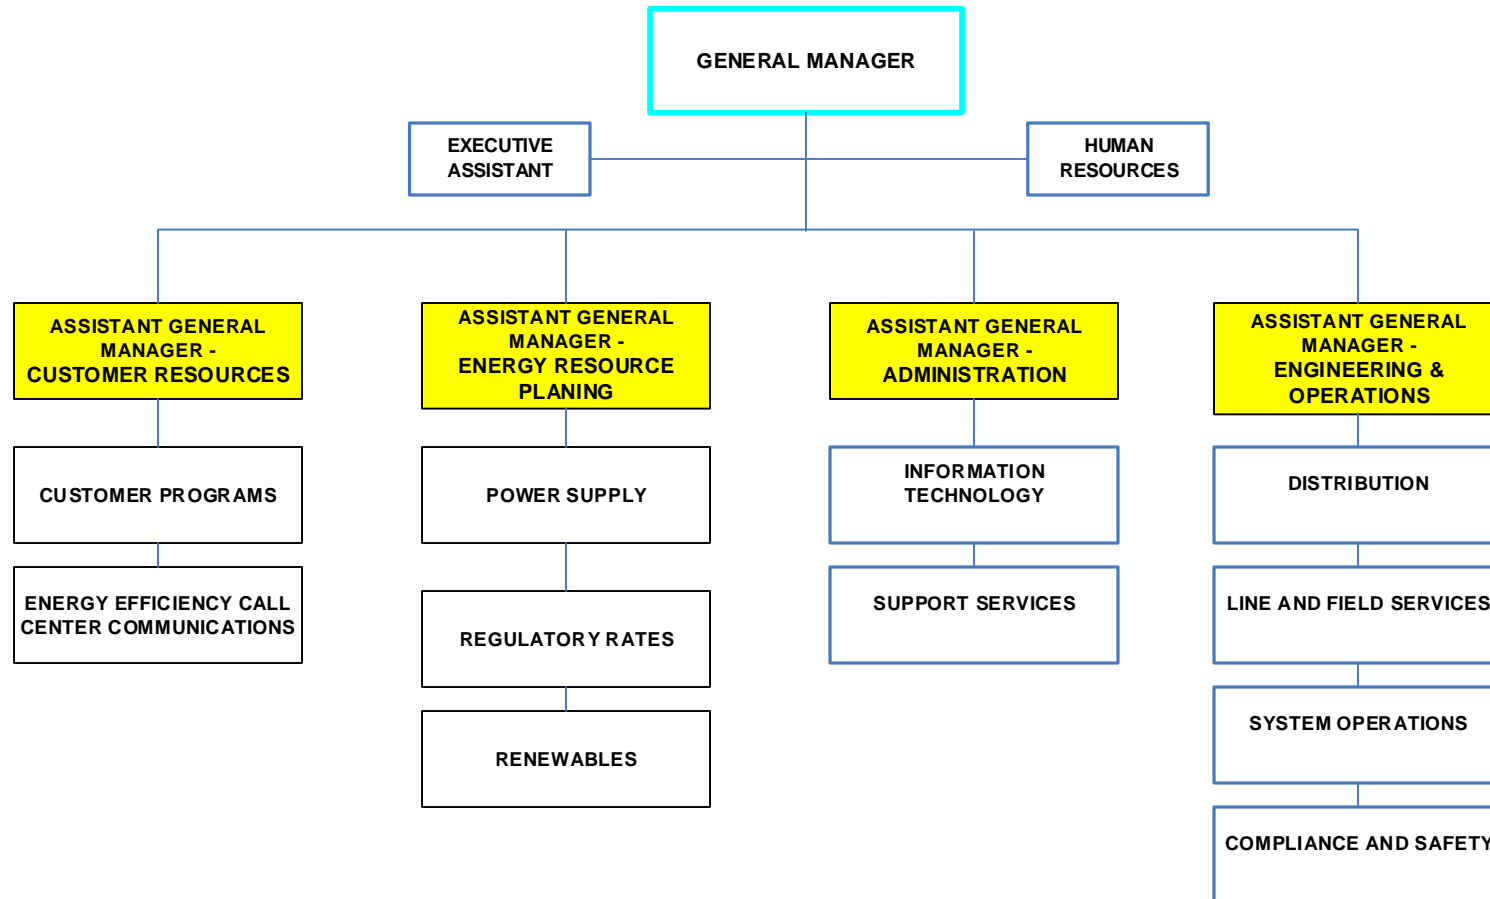 GENERAL MANAGER
EXECUTIVE
ASSISTANT
HUMAN
RESOURCES
ASSISTANT GENERAL
MANAGER -
CUSTOMER RESOURCES
ASSISTANT GENERAL
MANAGER -
ENERGY RESOURCE
PLANING
ASSISTANT GENERAL
MANAGER -
ADMINISTRATION
ASSISTANT GENERAL
MANAGER -
ENGINEERING &
OPERATIONS
CUSTOMER PROGRAMS
POWER SUPPLY
INFORMATION
TECHNOLOGY
DISTRIBUTION
ENERGY EFFICIENCY CALL
CENTER COMMUNICATIONS
REGULATORY RATES
SUPPORT SERVICES
LINE AND FIELD SERVICES
RENEWABLES
SYSTEM OPERATIONS
COMPLIANCE AND SAFETY